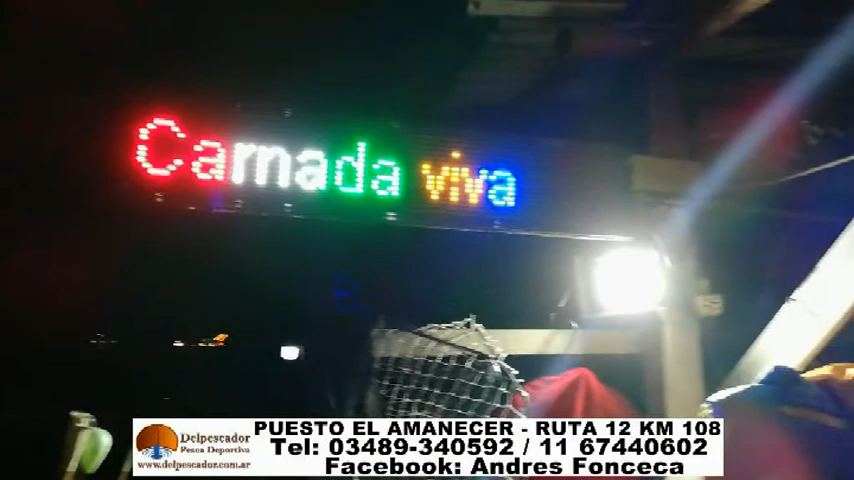 Carnada viva
Delpescador
Pesca Deportiva
www.delpescador.com.ar
PUESTO EL AMANECER - RUTA 12 KM 108
Tel: 03489-340592 / 11 67440602
Facebook: Andres Fonceca